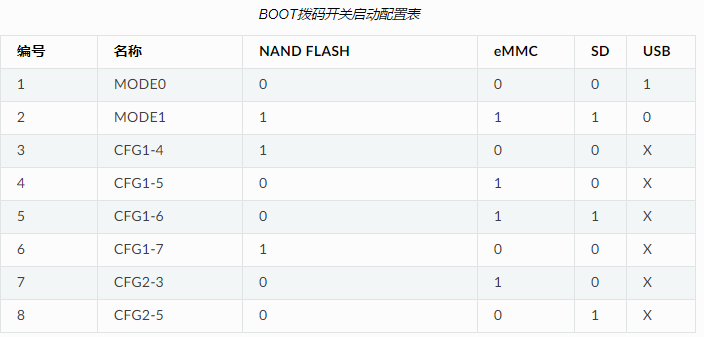 BOOT拨码开关启动配置表
编号 名称 NAND FLASH eMMC SD USB
1 MODE0 0 0 0 1
2 MODE1 1 1 1 0
3 CFG1-4 1 0 0 X
4 CFG1-5 0 1 0 X
5 CFG1-6 0 1 1 X
6 CFG1-7 1 0 0 X
7 CFG2-3 0 1 0 X
8 CFG2-5 0 0 1 X